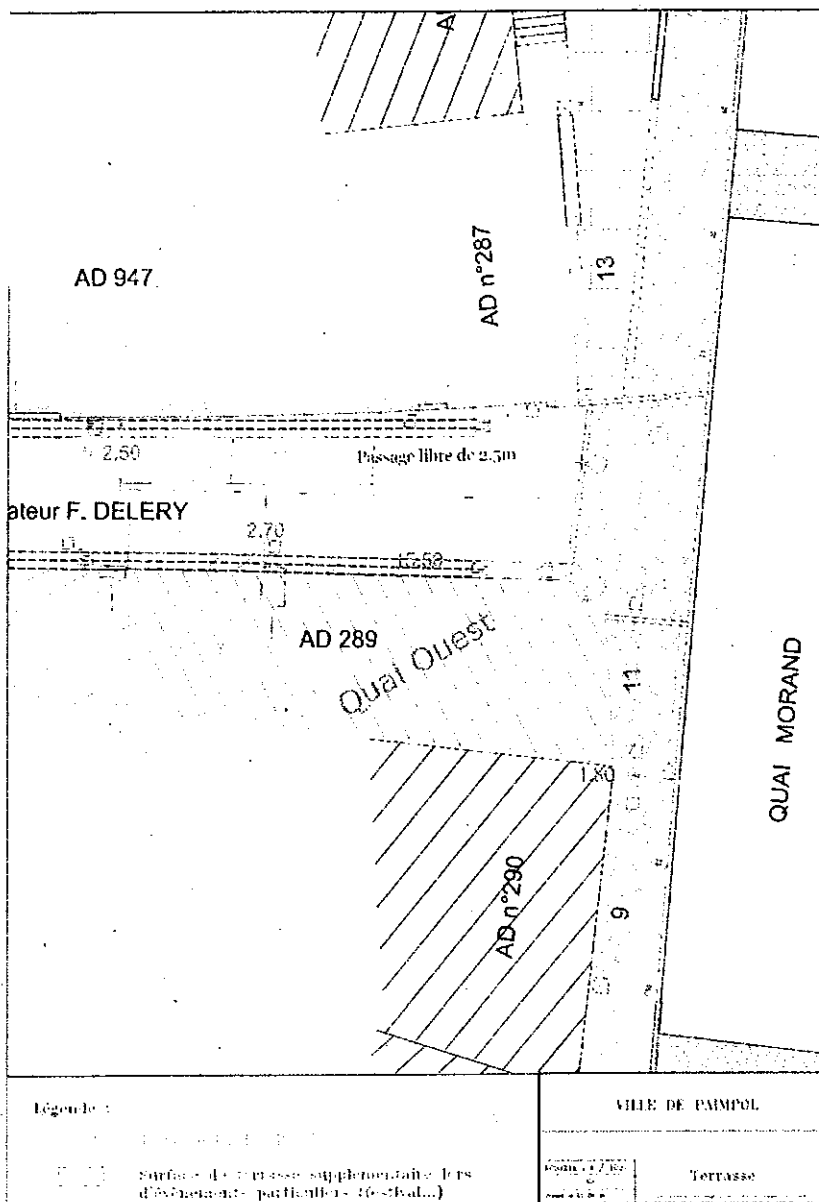 AD n°287
13
AD 947
2,50
Passage libre de 2.5m
ateur F. DELERY
2,70
AD 289
Quai Ouest
11
QUAI MORAND
1,80
AD n°290
9
Légende :
Surface de terrasse supplémentaire lors
d'évènements particuliers (festival...)
VILLE DE PAIMPOL
Terrasse